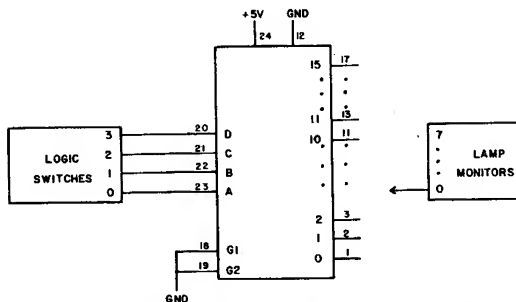 +5V GND
24 12
15 17
11 13
3 20 D 10 11
LOGIC 2 21 C
SWITCHES 1 22 B
0 23 A
2 3
18 G1 1 2
19 G2 0 1
GND
7
LAMP
MONITORS
0